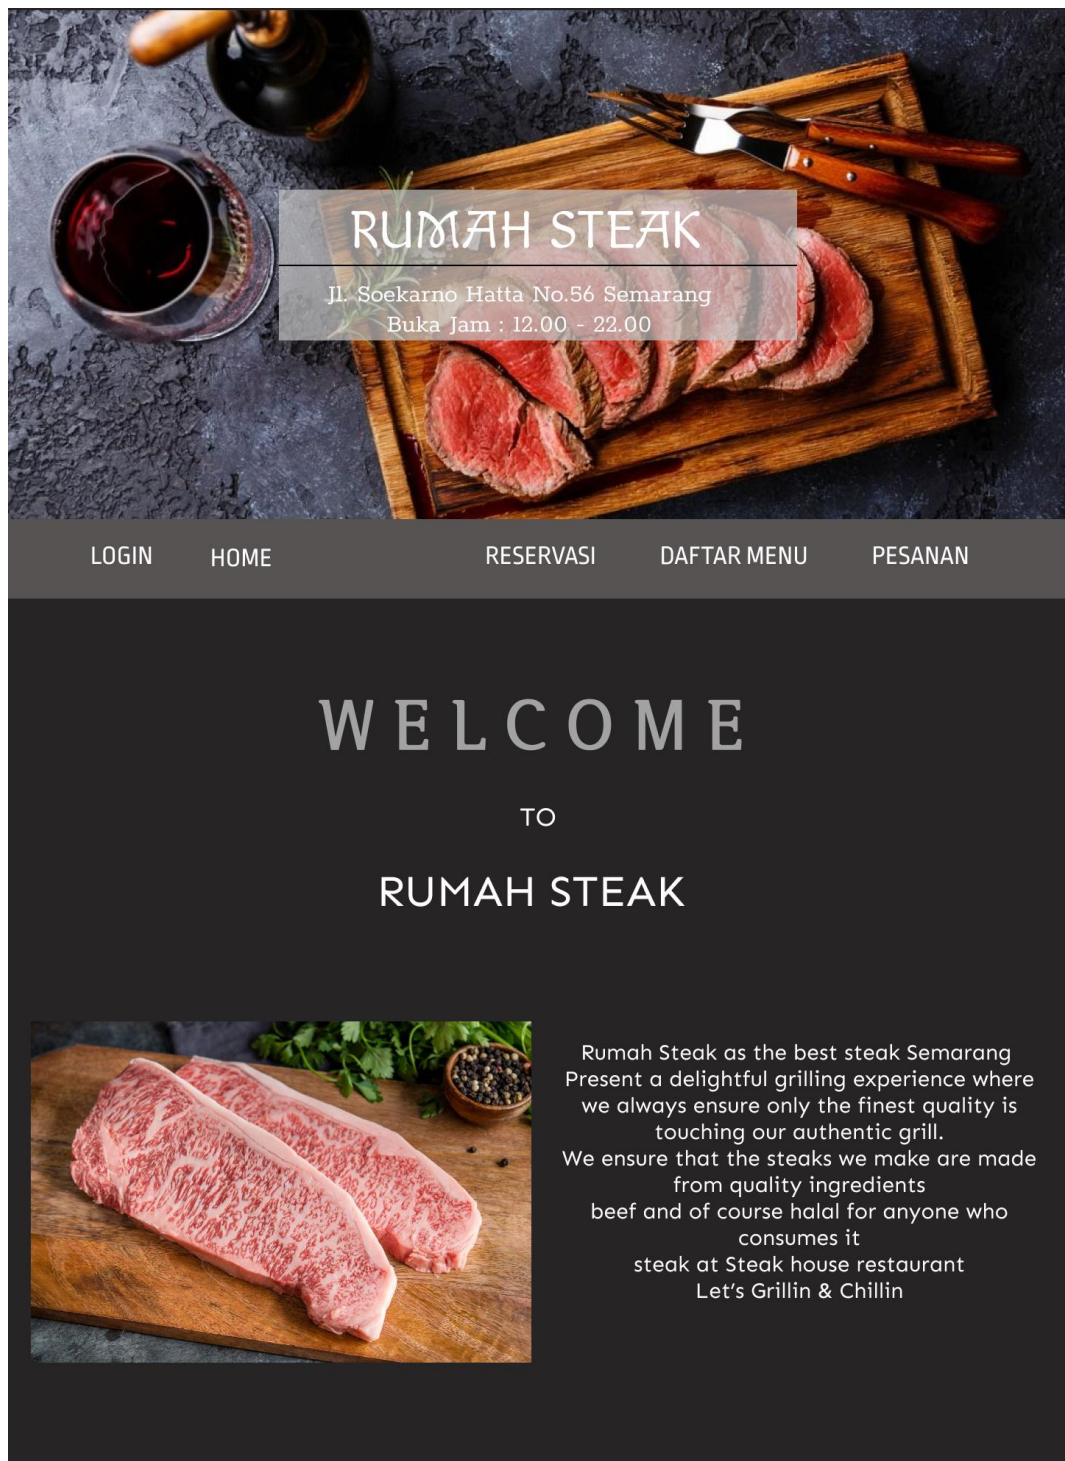 RUMAH STEAK
Jl. Soekarno Hatta No.56 Semarang
Buka Jam : 12.00 - 22.00
LOGIN HOME RESERVASI DAFTAR MENU PESANAN
WELCOME
TO
RUMAH STEAK
Rumah Steak as the best steak Semarang
Present a delightful grilling experience where
we always ensure only the finest quality is
touching our authentic grill.
We ensure that the steaks we make are made
from quality ingredients
beef and of course halal for anyone who
consumes it
steak at Steak house restaurant
Let's Grillin & Chillin